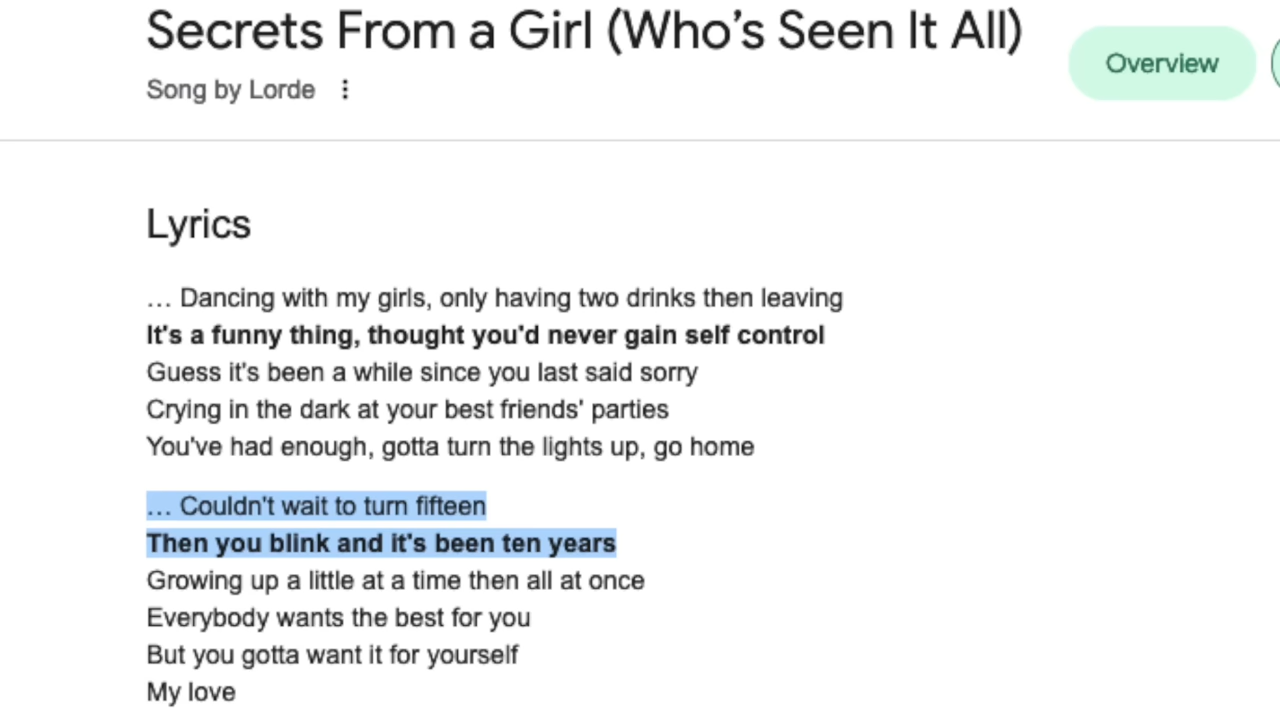 Secrets From a Girl (Who’s Seen It All)
Song by Lorde
Overview
Lyrics
… Dancing with my girls, only having two drinks then leaving
It's a funny thing, thought you'd never gain self control
Guess it's been a while since you last said sorry
Crying in the dark at your best friends' parties
You've had enough, gotta turn the lights up, go home
… Couldn't wait to turn fifteen
Then you blink and it's been ten years
Growing up a little at a time then all at once
Everybody wants the best for you
But you gotta want it for yourself
My love